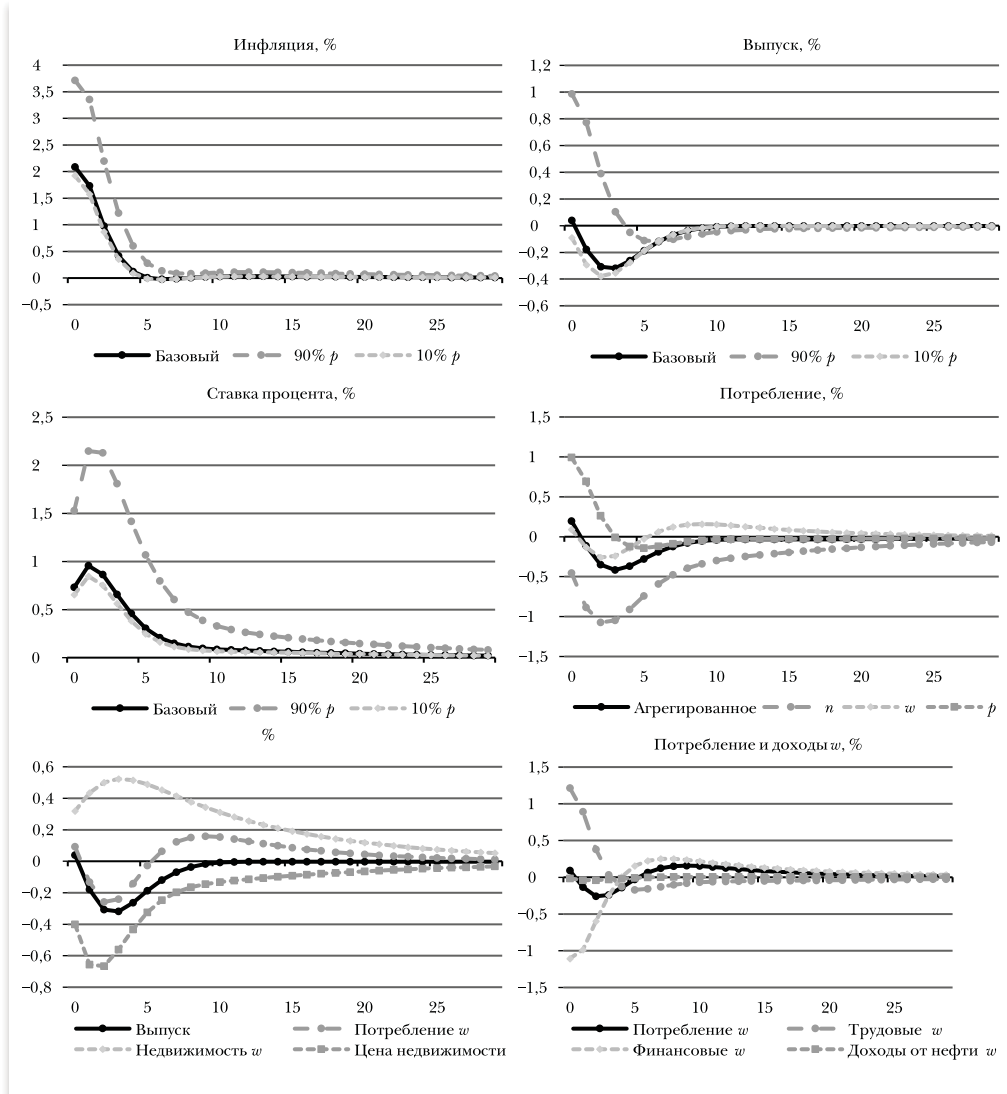 Инфляция, %
4
3,5
3
2,5
2
1,5
1
0,5
0
−0,5
0 5 10 15 20 25
Базовый 90% p 10% p
Выпуск, %
1,2
1
0,8
0,6
0,4
0,2
0
−0,2
−0,4
−0,6
0 5 10 15 20 25
Базовый 90% p 10% p
Ставка процента, %
2,5
2
1,5
1
0,5
0
0 5 10 15 20 25
Базовый 90% p 10% p
Потребление, %
1,5
1
0,5
0
−0,5
−1
−1,5
0 5 10 15 20 25
Агрегированное n w p
%
0,6
0,4
0,2
0
−0,2
−0,4
−0,6
−0,8
0 5 10 15 20 25
Выпуск Потребление w
Недвижимость w Цена недвижимости
Потребление и доходы w, %
1,5
1
0,5
0
−0,5
−1
−1,5
0 5 10 15 20 25
Потребление w Трудовые w
Финансовые w Доходы от нефти w